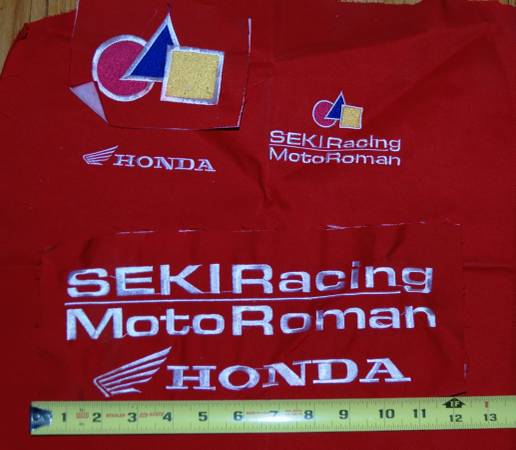 HONDA
SEKIRacing
MotoRoman
SEKIRacing
MotoRoman
HONDA
1 2 3 4 5 6 7 8 9 10 11 1F 12 13